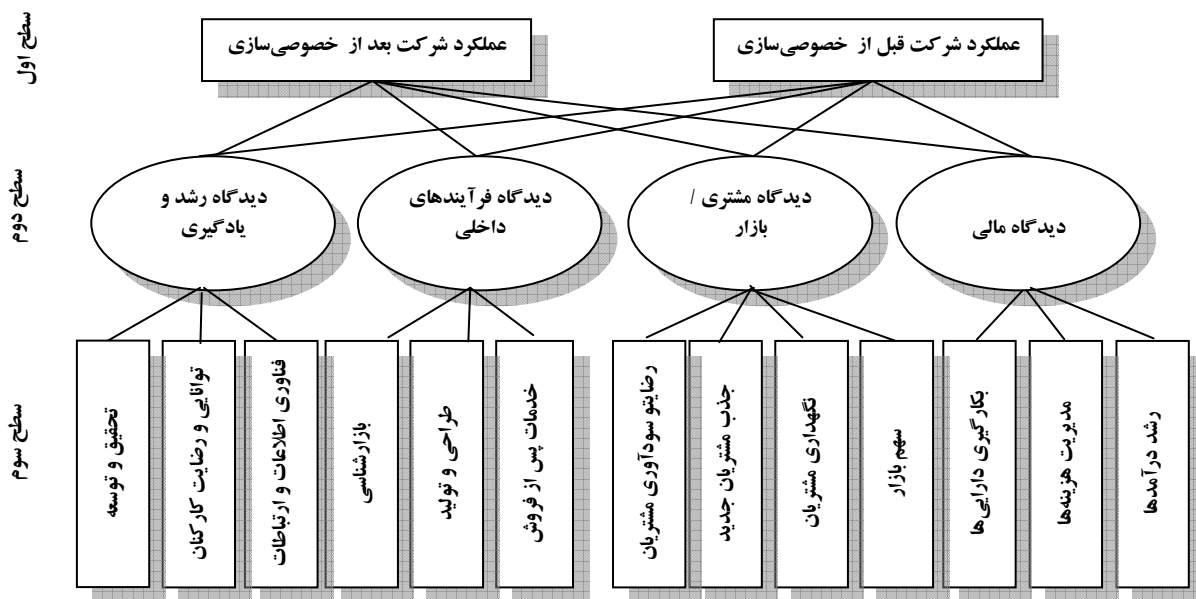 سطح اول
عملکرد شرکت قبل از خصوصی‌سازی
عملکرد شرکت بعد از خصوصی‌سازی
سطح دوم
دیدگاه مالی
دیدگاه مشتری /
بازار
دیدگاه فرآیندهای
داخلی
دیدگاه رشد و
یادگیری
سطح سوم
رشد درآمدها
مدیریت هزینه‌ها
بکارگیری دارایی‌ها
سهم بازار
نگهداری مشتریان
جذب مشتریان جدید
رضایتو سودآوری مشتریان
خدمات پس از فروش
طراحی و تولید
بازارشناسی
فناوری اطلاعات و ارتباطات
توانایی و رضایت کارکنان
تحقیق و توسعه